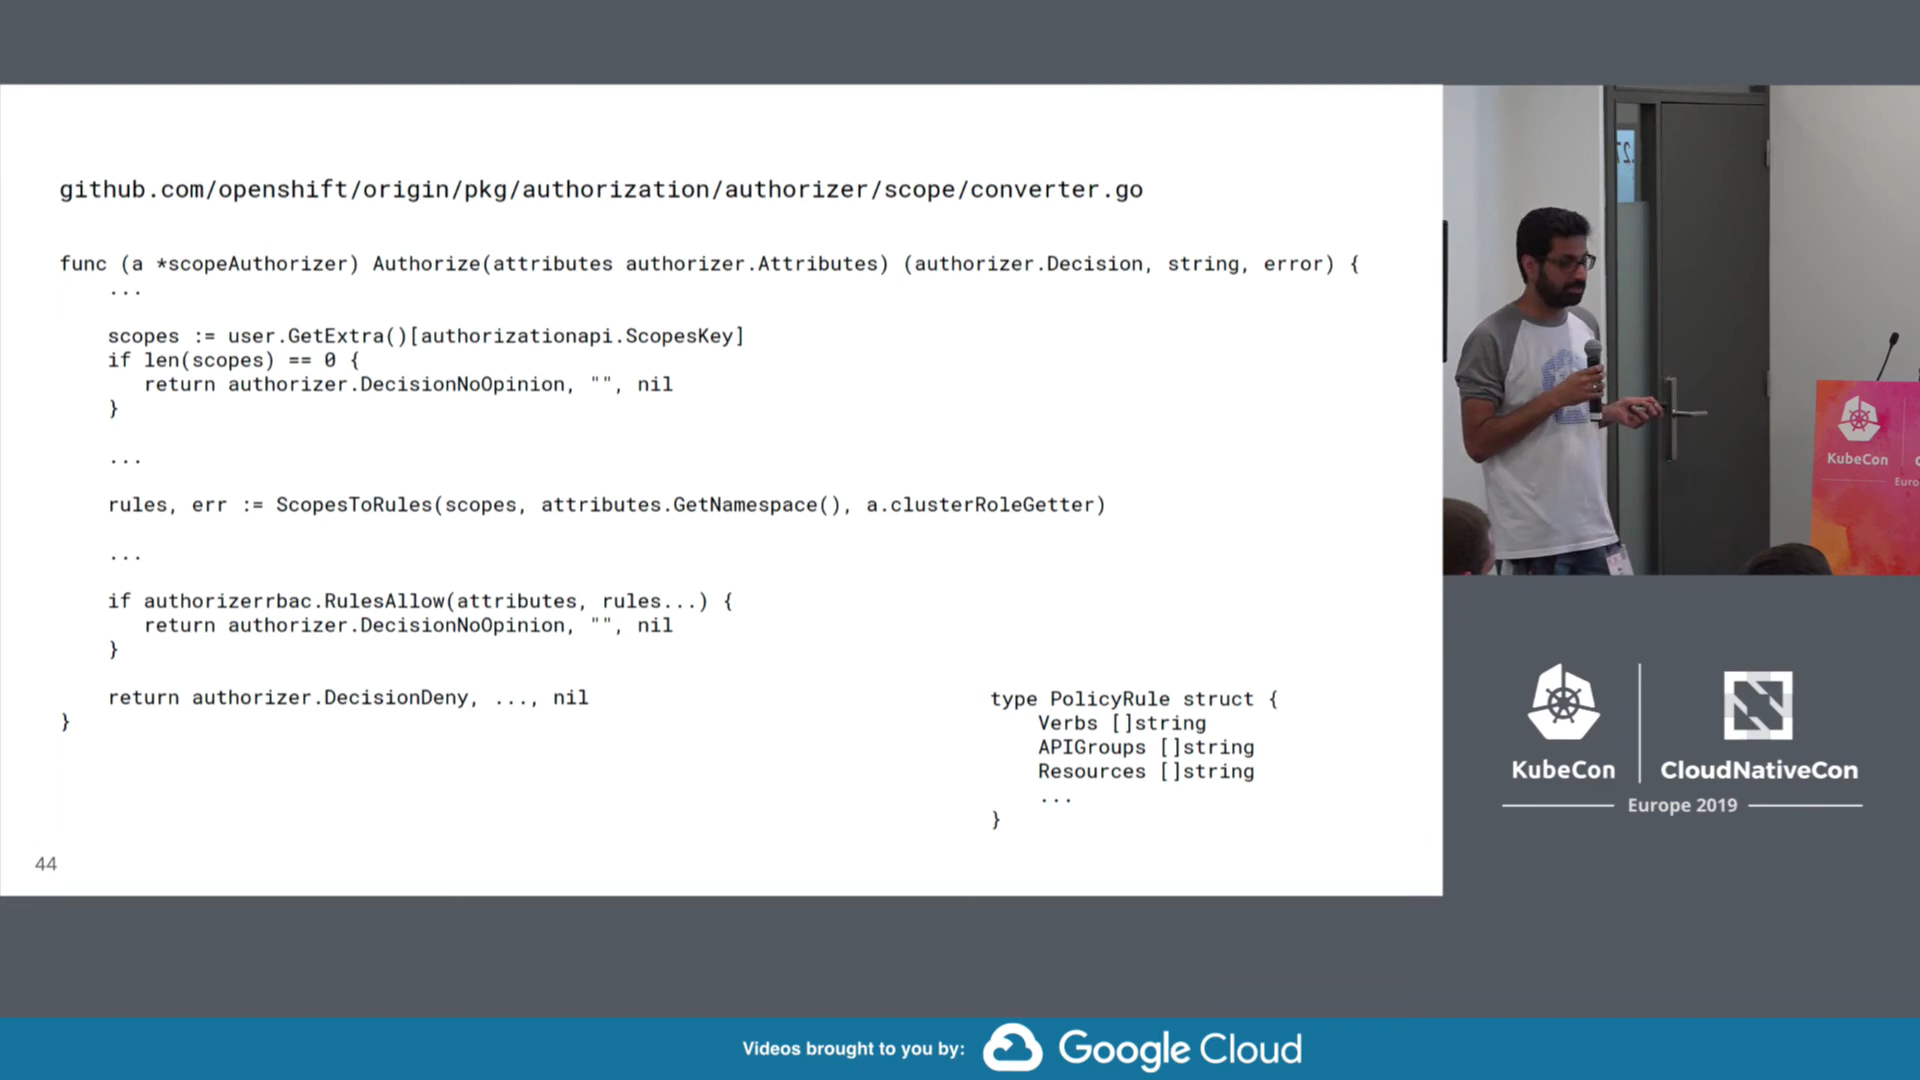 github.com/openshift/origin/pkg/authorization/authorizer/scope/converter.go
func (a *scopeAuthorizer) Authorize(attributes authorizer.Attributes) (authorizer.Decision, string, error) {
...
scopes := user.GetExtra()[authorizationapi.ScopesKey]
if len(scopes) == 0 {
return authorizer.DecisionNoOpinion, "", nil
}
...
rules, err := ScopesToRules(scopes, attributes.GetNamespace(), a.clusterRoleGetter)
...
if authorizerrbac.RulesAllow(attributes, rules...) {
return authorizer.DecisionNoOpinion, "", nil
}
return authorizer.DecisionDeny, ..., nil
}
type PolicyRule struct {
Verbs []string
APIGroups []string
Resources []string
...
}
44
KubeCon
Euro
KubeCon
CloudNativeCon
Europe 2019
Videos brought to you by:
Google Cloud